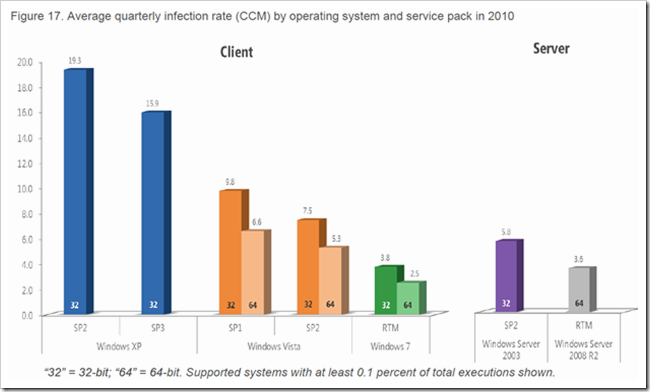 Figure 17. Average quarterly infection rate (CCM) by operating system and service pack in 2010
Client
Server
20.0
18.0
16.0
14.0
12.0
10.0
8.0
6.0
4.0
2.0
0.0
19.3
15.9
9.8
6.6
7.5
5.3
3.8
2.5
5.8
3.6
32
32
32
64
32
64
32
64
32
64
SP2
SP3
SP1
SP2
RTM
SP2
RTM
Windows XP
Windows Vista
Windows 7
Windows Server
2003
Windows Server
2008 R2
“32” = 32-bit; “64” = 64-bit. Supported systems with at least 0.1 percent of total executions shown.